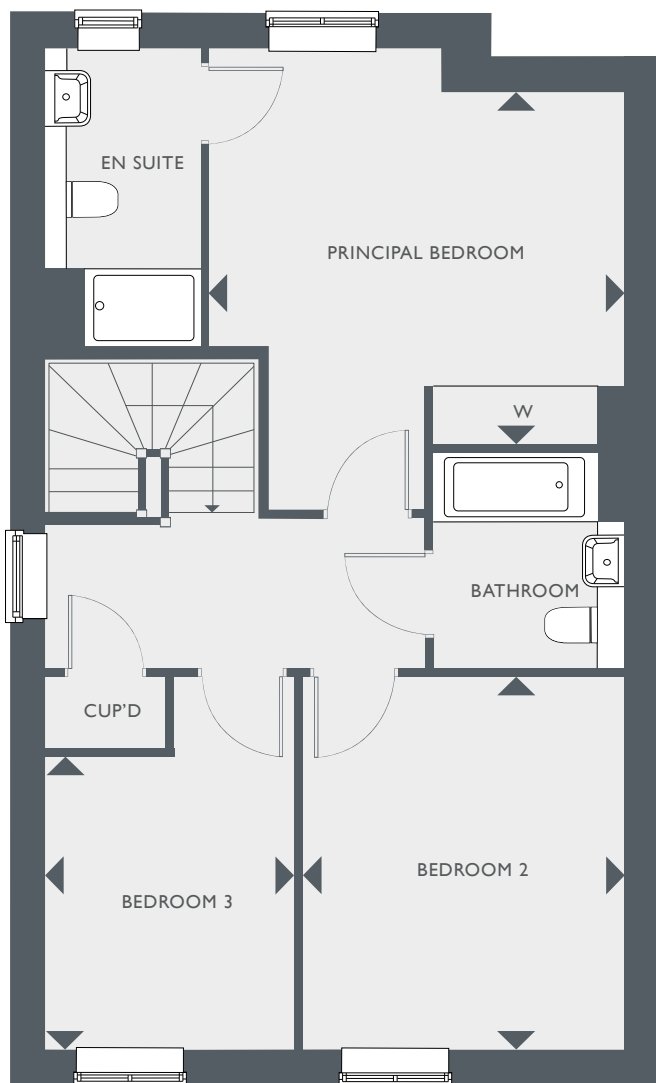 EN SUITE
PRINCIPAL BEDROOM
W
BATHROOM
CUP'D
BEDROOM 2
BEDROOM 3